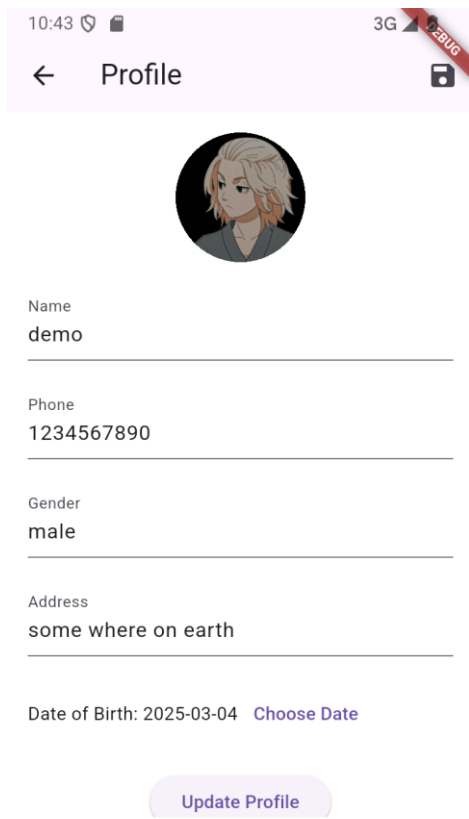 10:43
3G
DEBUG
Profile
Name
demo
Phone
1234567890
Gender
male
Address
some where on earth
Date of Birth: 2025-03-04 Choose Date
Update Profile